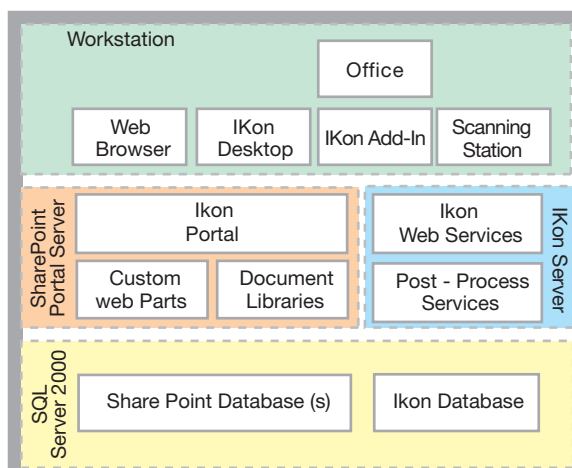 Workstation
Office
Web
Browser
IKon
Desktop
IKon Add-In
Scanning
Station
SharePoint
Portal Server
Ikon
Portal
Custom
web Parts
Document
Libraries
Ikon
Web Services
Post - Process
Services
IKon Server
SQL
Server 2000
Share Point Database (s)
Ikon Database